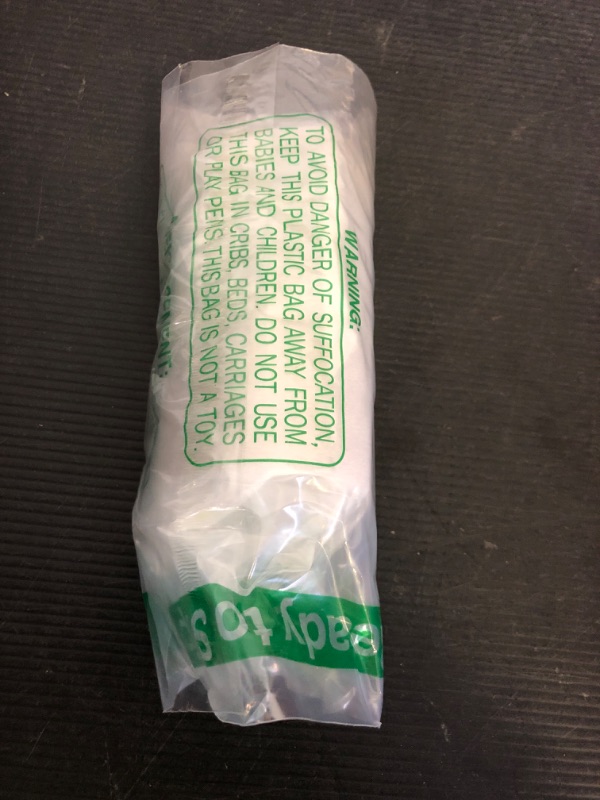 WARNING:
TO AVOID DANGER OF SUFFOCATION,
KEEP THIS PLASTIC BAG AWAY FROM
BABIES AND CHILDREN. DO NOT USE
THIS BAG IN CRIBS, BEDS, CARRIAGES
OR PLAY PENS. THIS BAG IS NOT A TOY.
eady to S